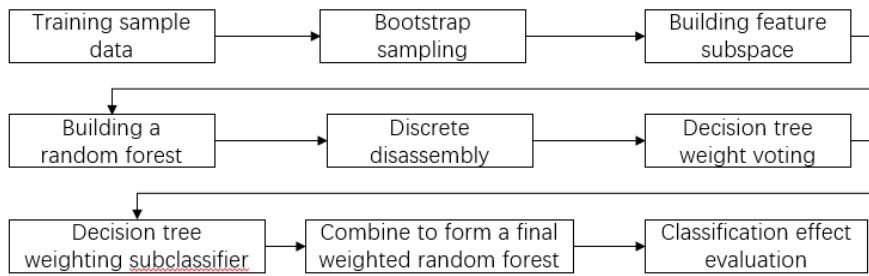 Training sample
data
Bootstrap
sampling
Building feature
subspace
Building a
random forest
Discrete
disassembly
Decision tree
weight voting
Decision tree
weighting subclassifier
Combine to form a final
weighted random forest
Classification effect
evaluation